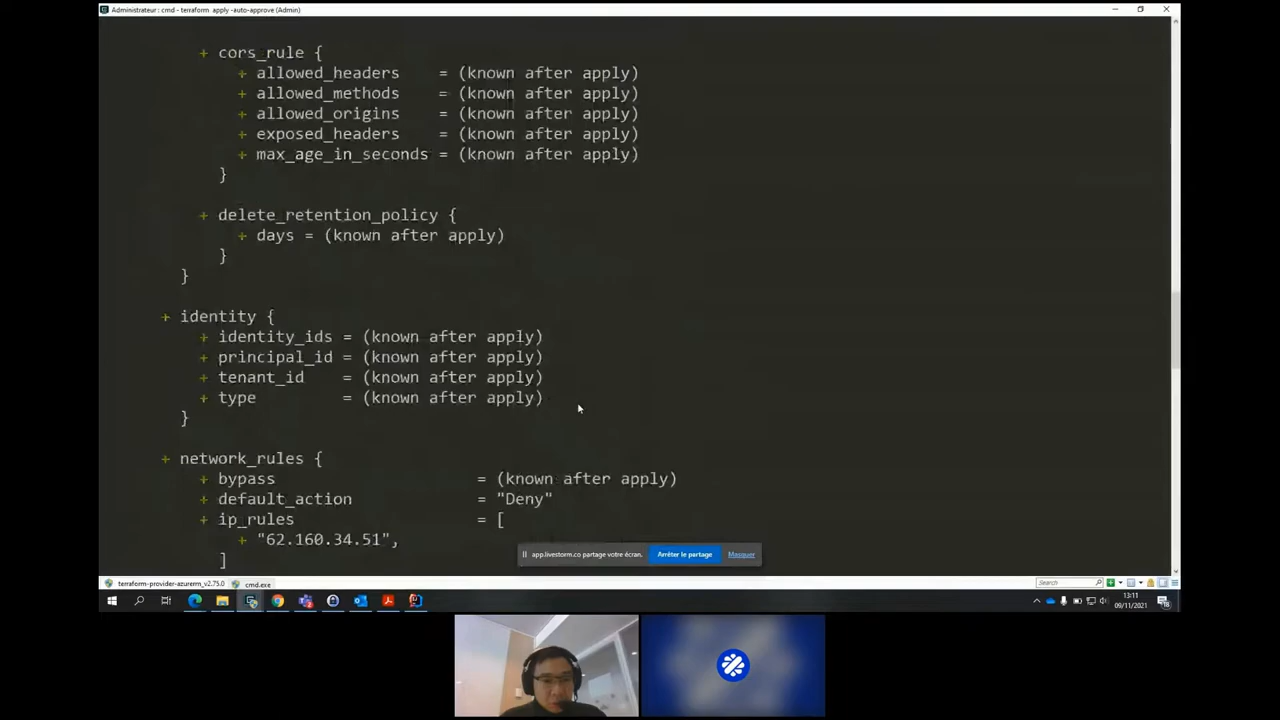 Administrateur : cmd - terraform apply -auto-approve (Admin)
+ cors_rule {
+ allowed_headers = (known after apply)
+ allowed_methods = (known after apply)
+ allowed_origins = (known after apply)
+ exposed_headers = (known after apply)
+ max_age_in_seconds = (known after apply)
}
+ delete_retention_policy {
+ days = (known after apply)
}
}
+ identity {
+ identity_ids = (known after apply)
+ principal_id = (known after apply)
+ tenant_id = (known after apply)
+ type = (known after apply)
}
+ network_rules {
+ bypass = (known after apply)
+ default_action = "Deny"
+ ip_rules = [
+ "62.160.34.51",
]
app.livestorm.co partage votre écran. Arrêter le partage Masquer
terraform-provider-azurerm_v2.75.0 cmd.exe Search
13:11
09/11/2021